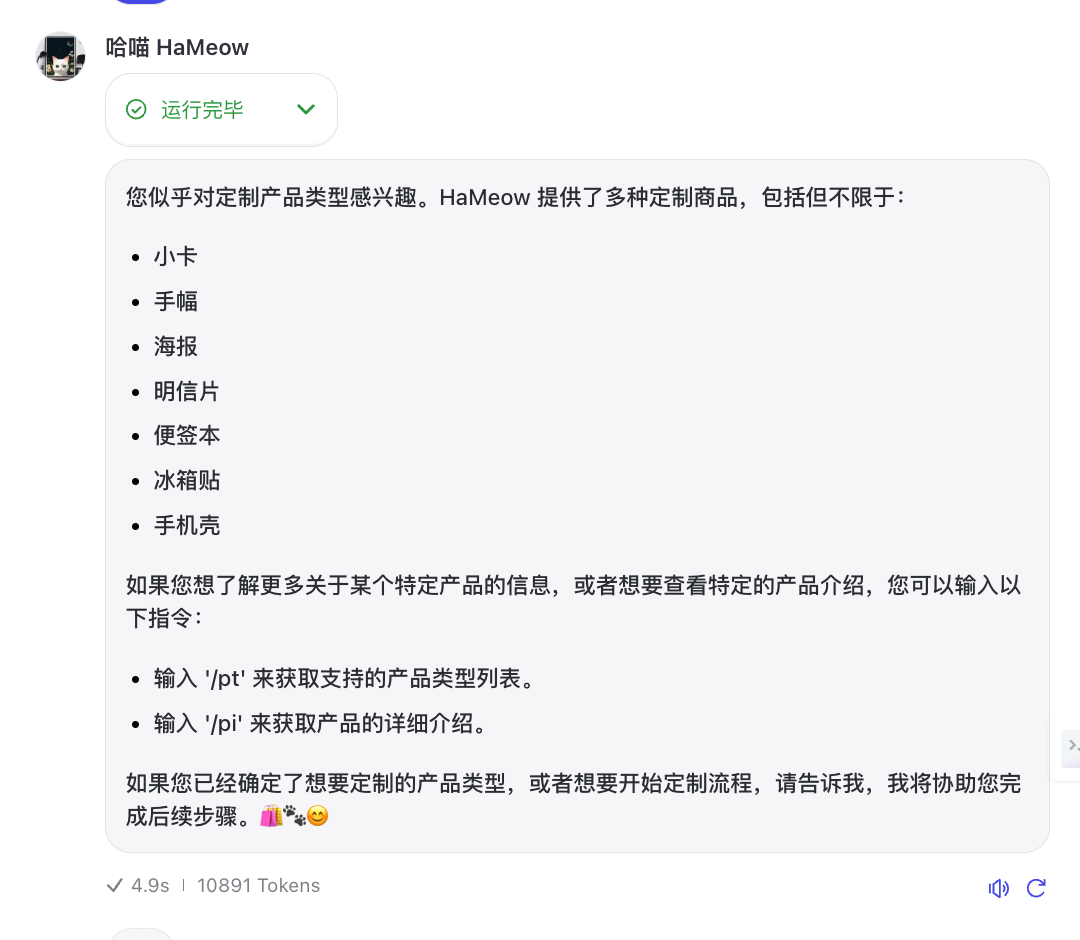 哈喵 HaMeow
运行完毕
您似乎对定制产品类型感兴趣。HaMeow 提供了多种定制商品，包括但不限于：
小卡
手幅
海报
明信片
便签本
冰箱贴
手机壳
如果您想了解更多关于某个特定产品的信息，或者想要查看特定的产品介绍，您可以输入以
下指令：
输入 '/pt' 来获取支持的产品类型列表。
输入 '/pi' 来获取产品的详细介绍。
如果您已经确定了想要定制的产品类型，或者想要开始定制流程，请告诉我，我将协助您完
成后续步骤。🛍️🐾😊
4.9s | 10891 Tokens